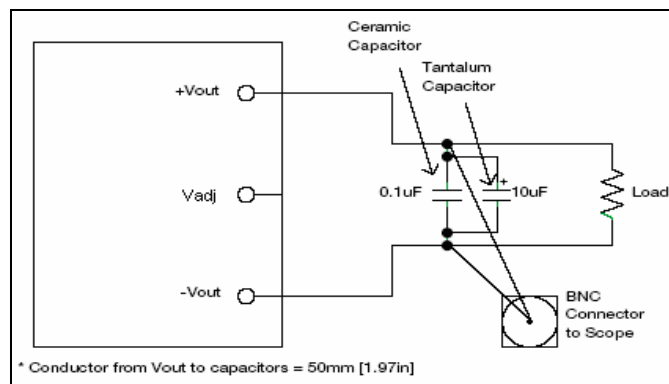 Ceramic
Capacitor
Tantalum
Capacitor
+Vout
Vadj
-Vout
0.1uF
+
10uF
Load
BNC
Connector
to Scope
* Conductor from Vout to capacitors = 50mm [1.97in]